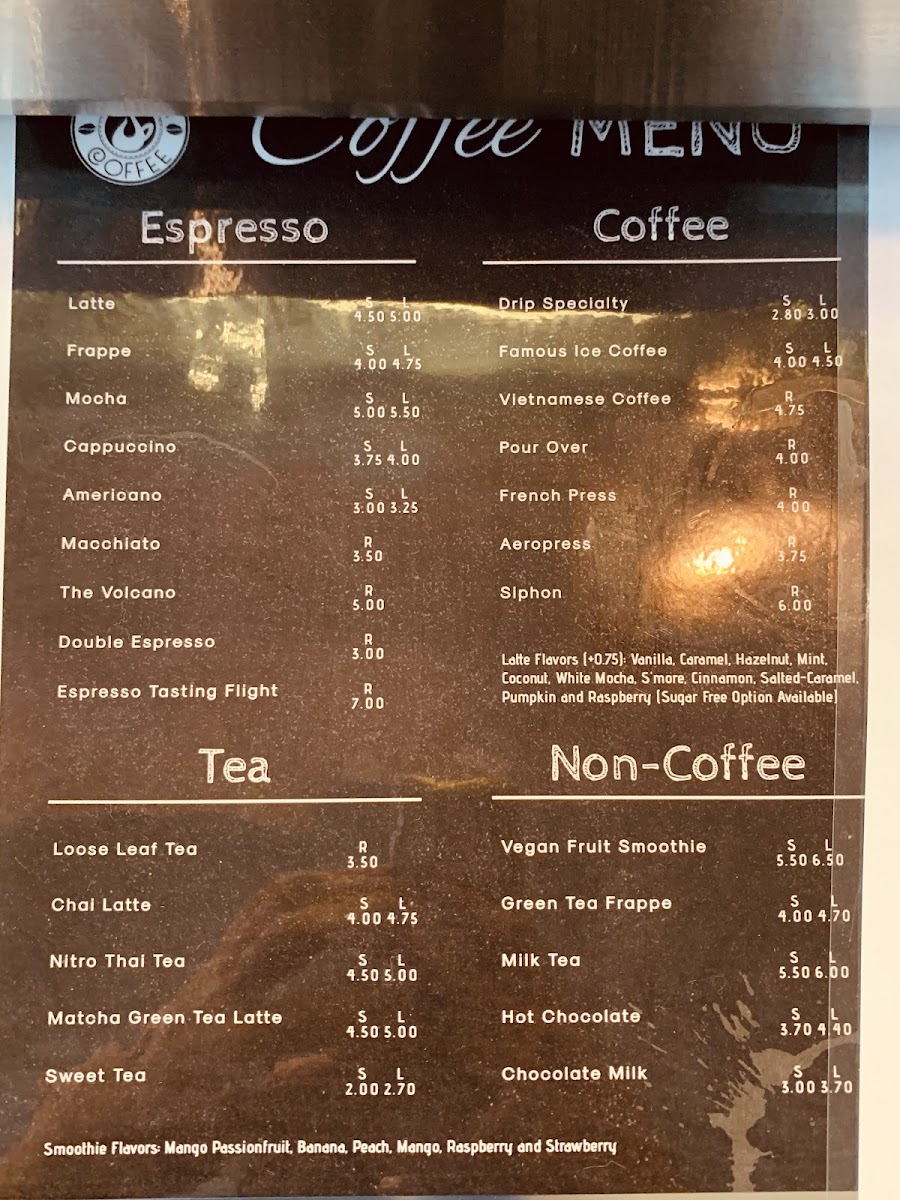 @COFFEE
Coffee MENU
Espresso
Latte S L
4.50 5.00
Frappe S L
4.00 4.75
Mocha S L
5.00 5.50
Cappuccino S L
3.75 4.00
Americano S L
3.00 3.25
Macchiato R
3.50
The Volcano R
5.00
Double Espresso R
3.00
Espresso Tasting Flight R
7.00
Coffee
Drip Specialty S L
2.80 3.00
Famous Ice Coffee S L
4.00 4.50
Vietnamese Coffee R
4.75
Pour Over R
4.00
French Press R
4.00
Aeropress R
3.75
Siphon R
6.00
Latte Flavors (+0.75): Vanilla, Caramel, Hazelnut, Mint,
Coconut, White Mocha, S'more, Cinnamon, Salted-Caramel,
Pumpkin and Raspberry (Sugar Free Option Available)
Tea
Loose Leaf Tea R
3.50
Chai Latte S L
4.00 4.75
Nitro Thai Tea S L
4.50 5.00
Matcha Green Tea Latte S L
4.50 5.00
Sweet Tea S L
2.00 2.70
Non-Coffee
Vegan Fruit Smoothie S L
5.50 6.50
Green Tea Frappe S L
4.00 4.70
Milk Tea S L
5.50 6.00
Hot Chocolate S L
3.70 4.40
Chocolate Milk S L
3.00 3.70
Smoothie Flavors: Mango Passionfruit, Banana, Peach, Mango, Raspberry and Strawberry